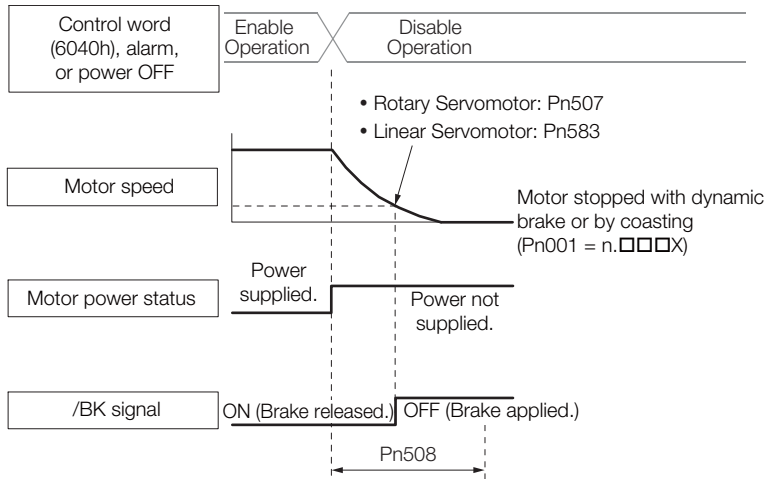 Control word
(6040h), alarm,
or power OFF
Enable
Operation
Disable
Operation
• Rotary Servomotor: Pn507
• Linear Servomotor: Pn583
Motor speed
Motor stopped with dynamic
brake or by coasting
(Pn001 = n.□□□X)
Motor power status
Power
supplied.
Power not
supplied.
/BK signal
ON (Brake released.)
OFF (Brake applied.)
Pn508